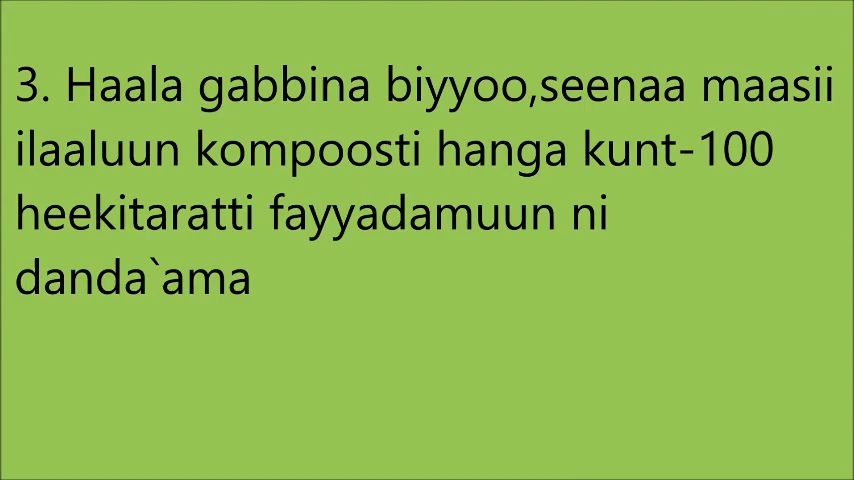 3. Haala gabbina biyyoo,seenaa maasii
ilaaluun kompoosti hanga kunt-100
heekitaratti fayyadamuun ni
danda`ama